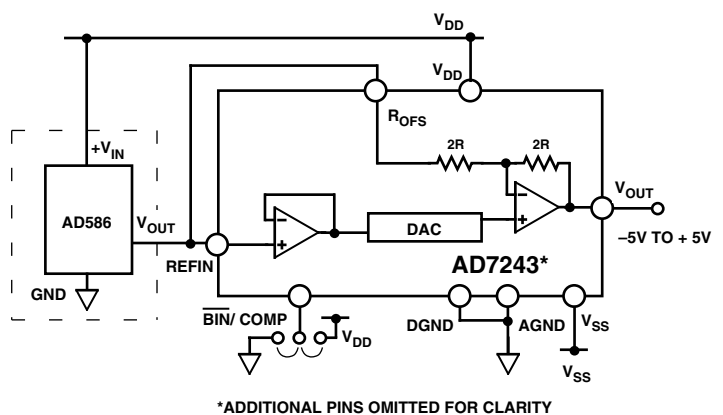 VDD
VDD
ROFS
2R
2R
+VIN
AD586
VOUT
VOUT
–5V TO + 5V
DAC
REFIN
AD7243*
GND
BIN/ COMP
VDD
DGND
AGND
VSS
VSS
*ADDITIONAL PINS OMITTED FOR CLARITY